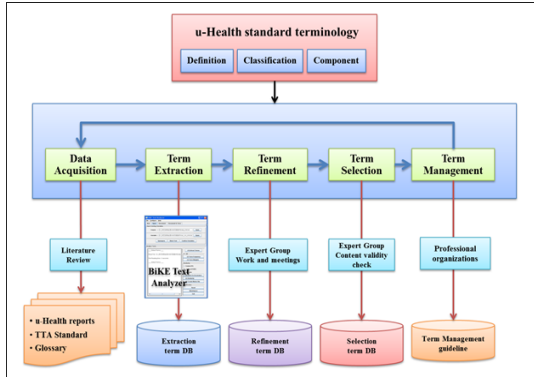 u-Health standard terminology
Definition
Classification
Component
Data
Acquisition
Term
Extraction
Term
Refinement
Term
Selection
Term
Management
Literature
Review
BiKE Text
Analyzer
Expert Group
Work and meetings
Expert Group
Content validity
check
Professional
organizations
• u-Health reports
• TTA Standard
• Glossary
Extraction
term DB
Refinement
term DB
Selection
term DB
Term Management
guideline